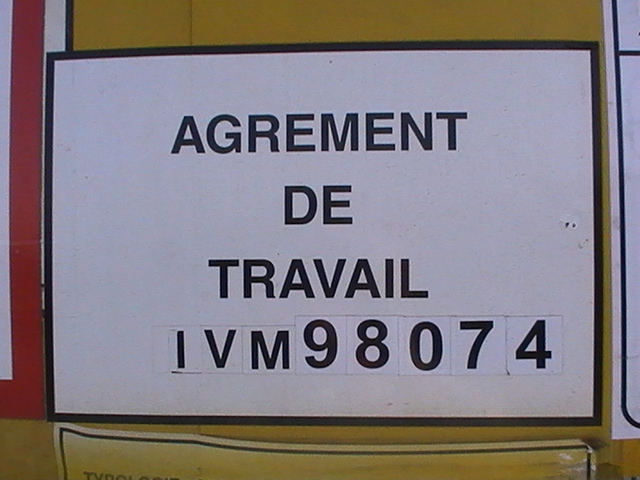 AGREMENT
DE
TRAVAIL
IVM98074